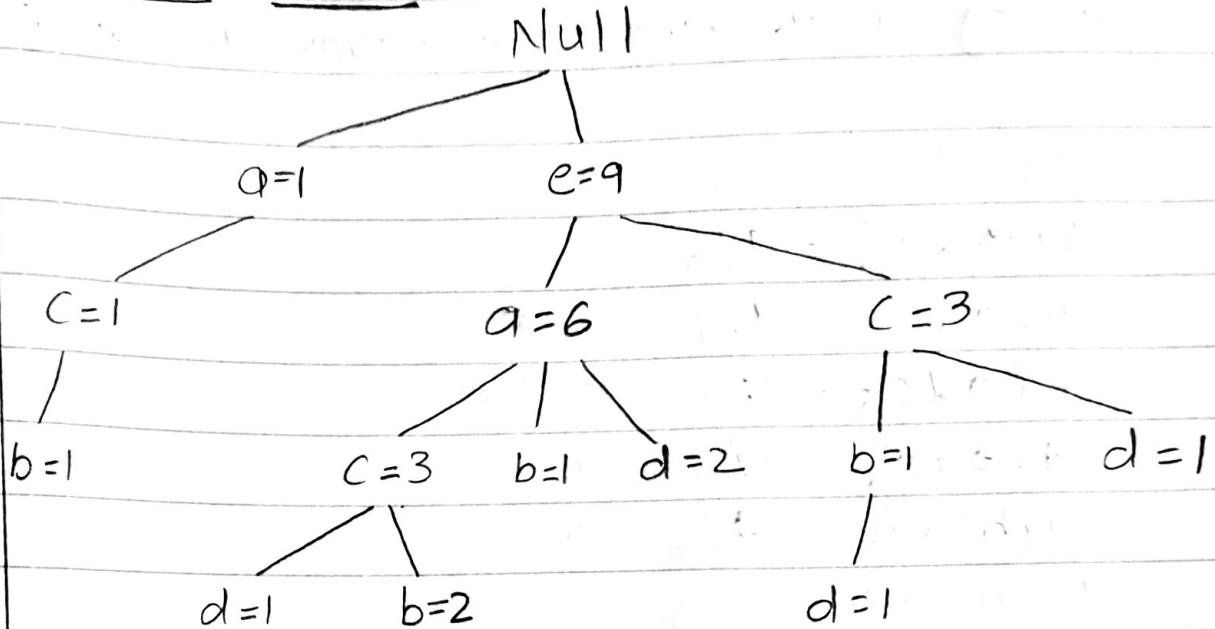 Null
a=1 e=9
C=1 a=6 C=3
b=1 C=3 b=1 d=2 b=1 d=1
d=1 b=2 d=1